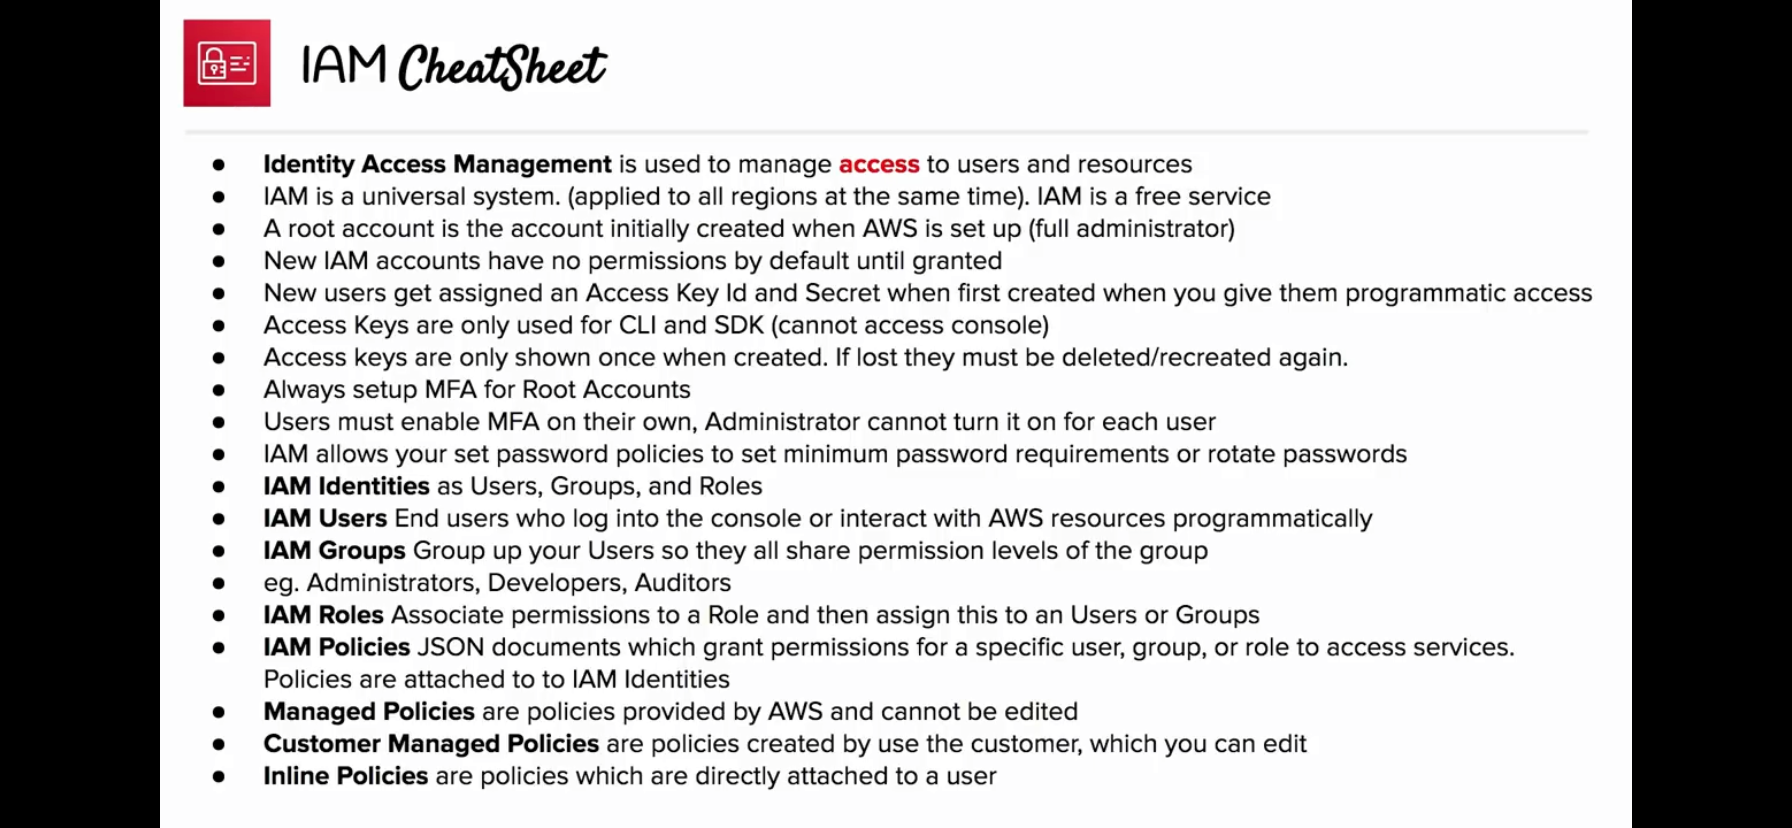 IAM CheatSheet
● Identity Access Management is used to manage access to users and resources
● IAM is a universal system. (applied to all regions at the same time). IAM is a free service
● A root account is the account initially created when AWS is set up (full administrator)
● New IAM accounts have no permissions by default until granted
● New users get assigned an Access Key Id and Secret when first created when you give them programmatic access
● Access Keys are only used for CLI and SDK (cannot access console)
● Access keys are only shown once when created. If lost they must be deleted/recreated again.
● Always setup MFA for Root Accounts
● Users must enable MFA on their own, Administrator cannot turn it on for each user
● IAM allows your set password policies to set minimum password requirements or rotate passwords
● IAM Identities as Users, Groups, and Roles
● IAM Users End users who log into the console or interact with AWS resources programmatically
● IAM Groups Group up your Users so they all share permission levels of the group
● eg. Administrators, Developers, Auditors
● IAM Roles Associate permissions to a Role and then assign this to an Users or Groups
● IAM Policies JSON documents which grant permissions for a specific user, group, or role to access services.
Policies are attached to to IAM Identities
● Managed Policies are policies provided by AWS and cannot be edited
● Customer Managed Policies are policies created by use the customer, which you can edit
● Inline Policies are policies which are directly attached to a user